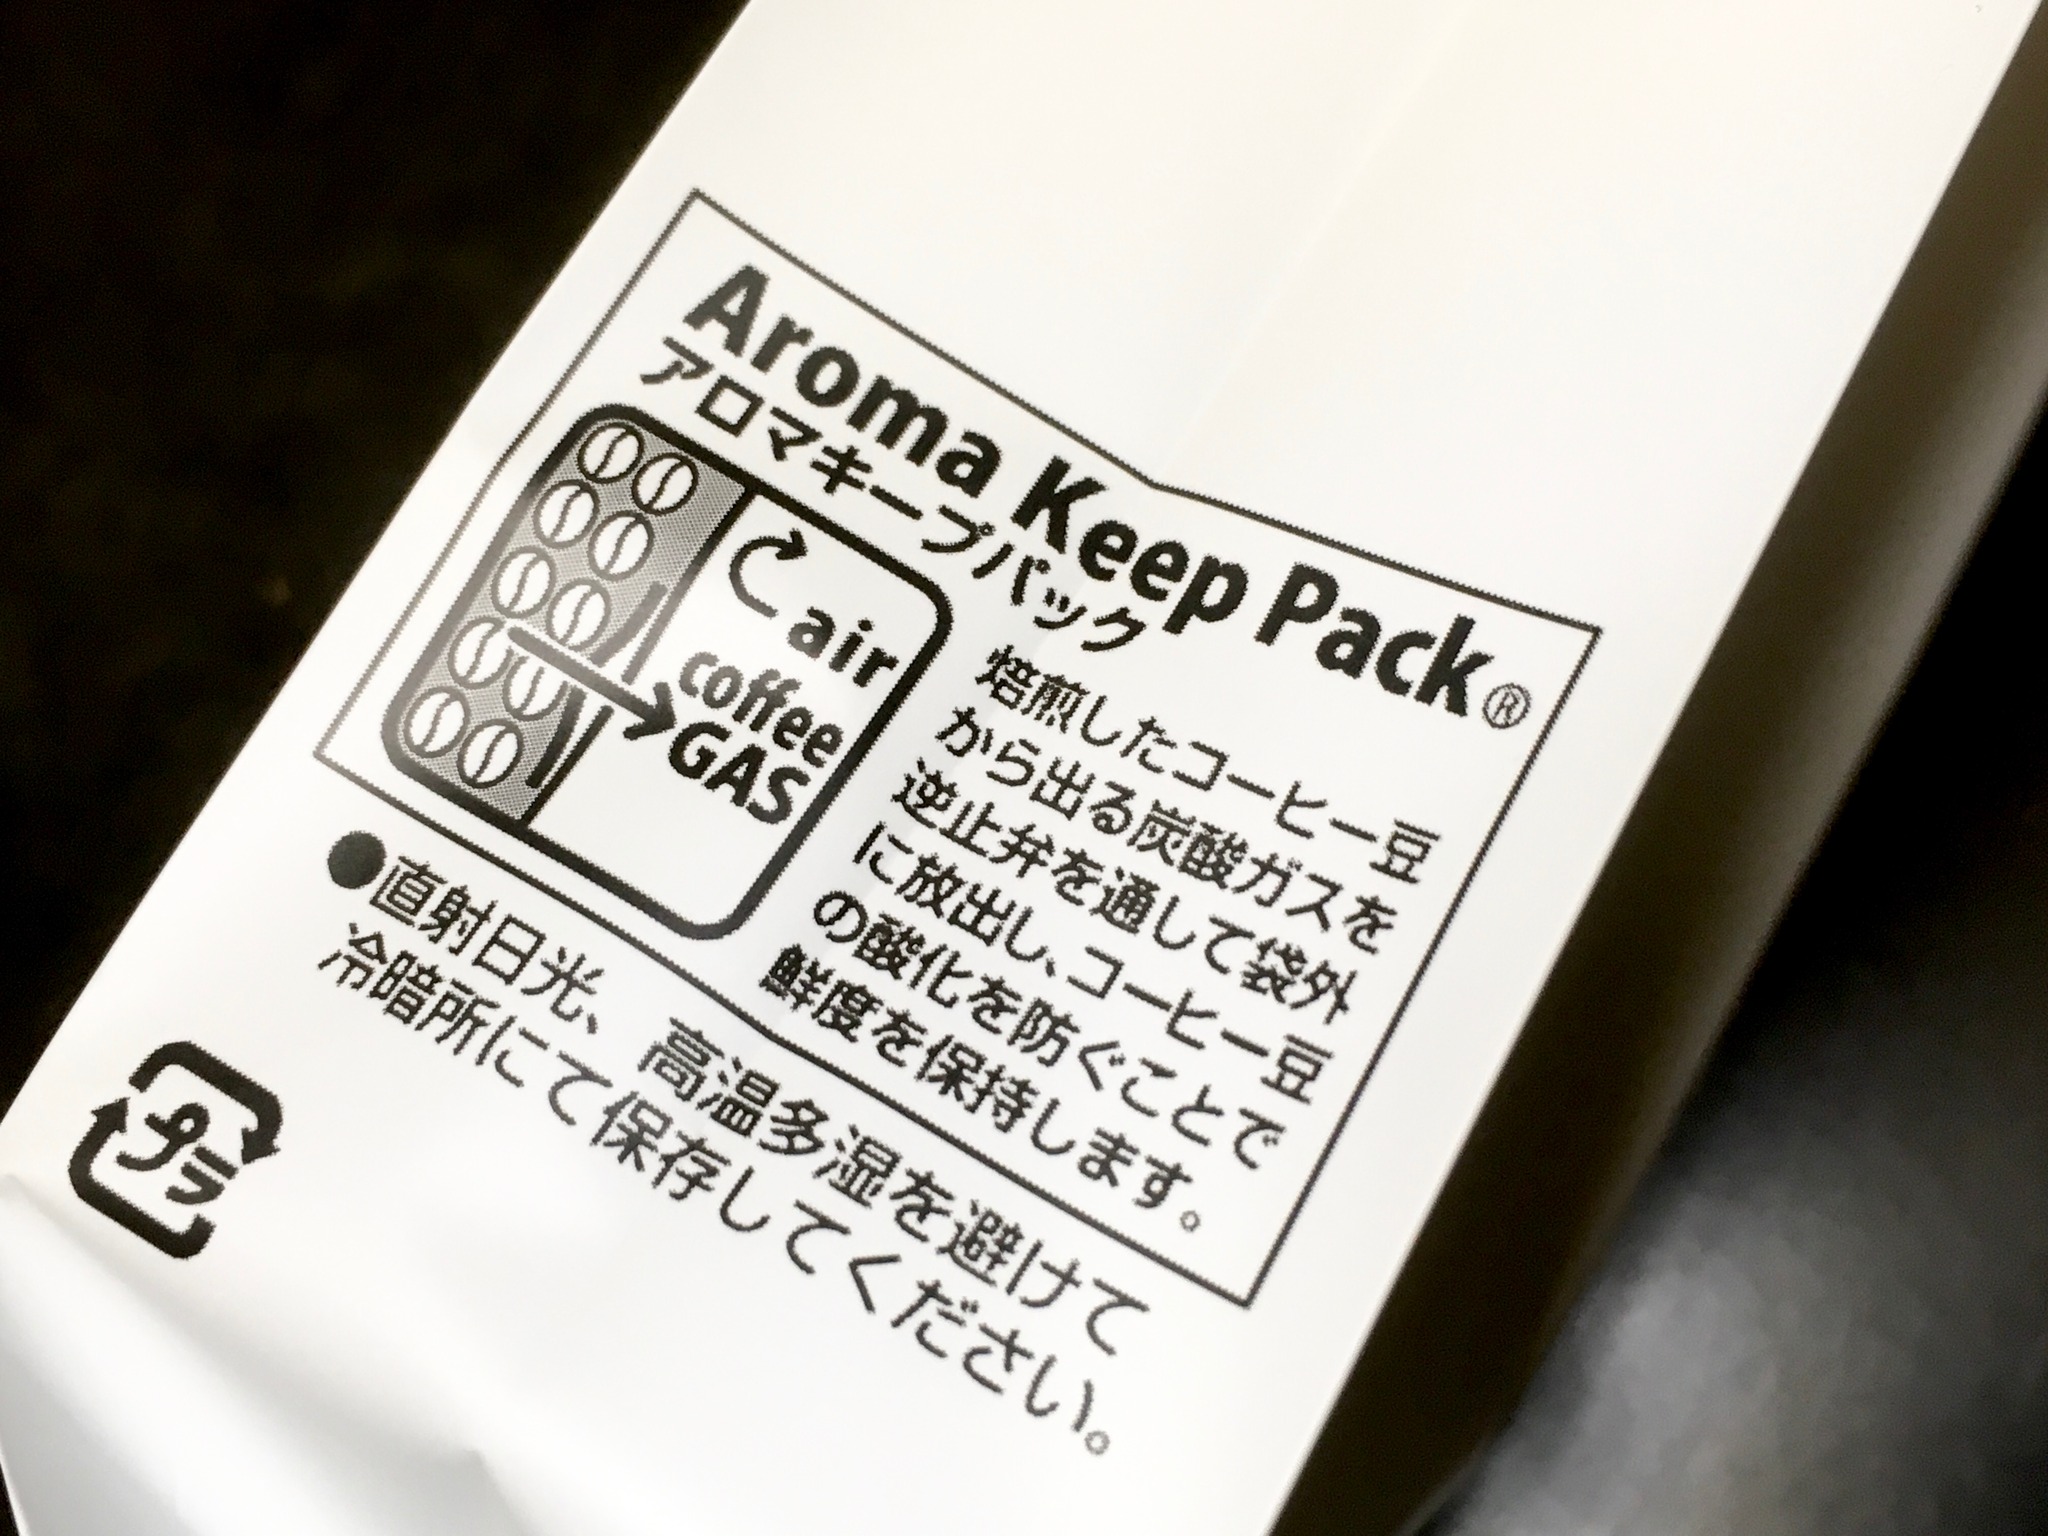 Aroma Keep Pack®
アロマキープパック
air
coffee
GAS
焙煎したコーヒー豆
から出る炭酸ガスを
逆止弁を通して袋外
に放出し、コーヒー豆
の酸化を防ぐことで
鮮度を保持します。
●直射日光、高温多湿を避けて
冷暗所にて保存してください。
プラ